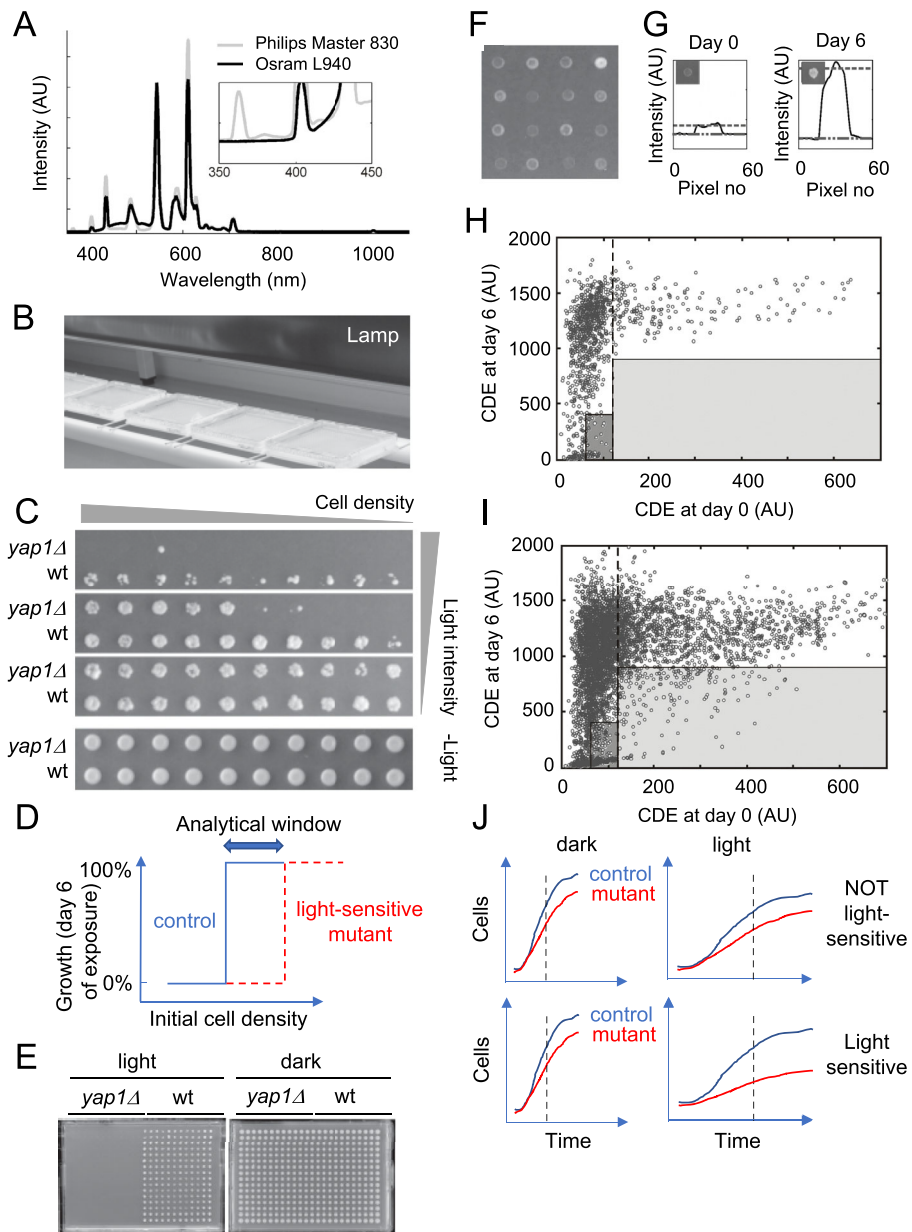 A
Intensity (AU)
Philips Master 830
Osram L940
350
400
450
400
600
800
1000
Wavelength (nm)
B
Lamp
C
Cell density
yap1Δ
wt
yap1Δ
wt
yap1Δ
wt
yap1Δ
wt
Light intensity
-Light
D
Analytical window
Growth (day 6
of exposure)
100%
0%
control
light-sensitive
mutant
Initial cell density
E
light
dark
yap1Δ
wt
yap1Δ
wt
F
G
Day 0
Day 6
Intensity (AU)
Intensity (AU)
0
60
0
60
Pixel no
Pixel no
H
CDE at day 6 (AU)
2000
1500
1000
500
0
0
200
400
600
CDE at day 0 (AU)
I
CDE at day 6 (AU)
2000
1500
1000
500
0
0
200
400
600
CDE at day 0 (AU)
J
dark
light
Cells
control
mutant
NOT
light-
sensitive
Cells
control
mutant
Light
sensitive
Time
Time